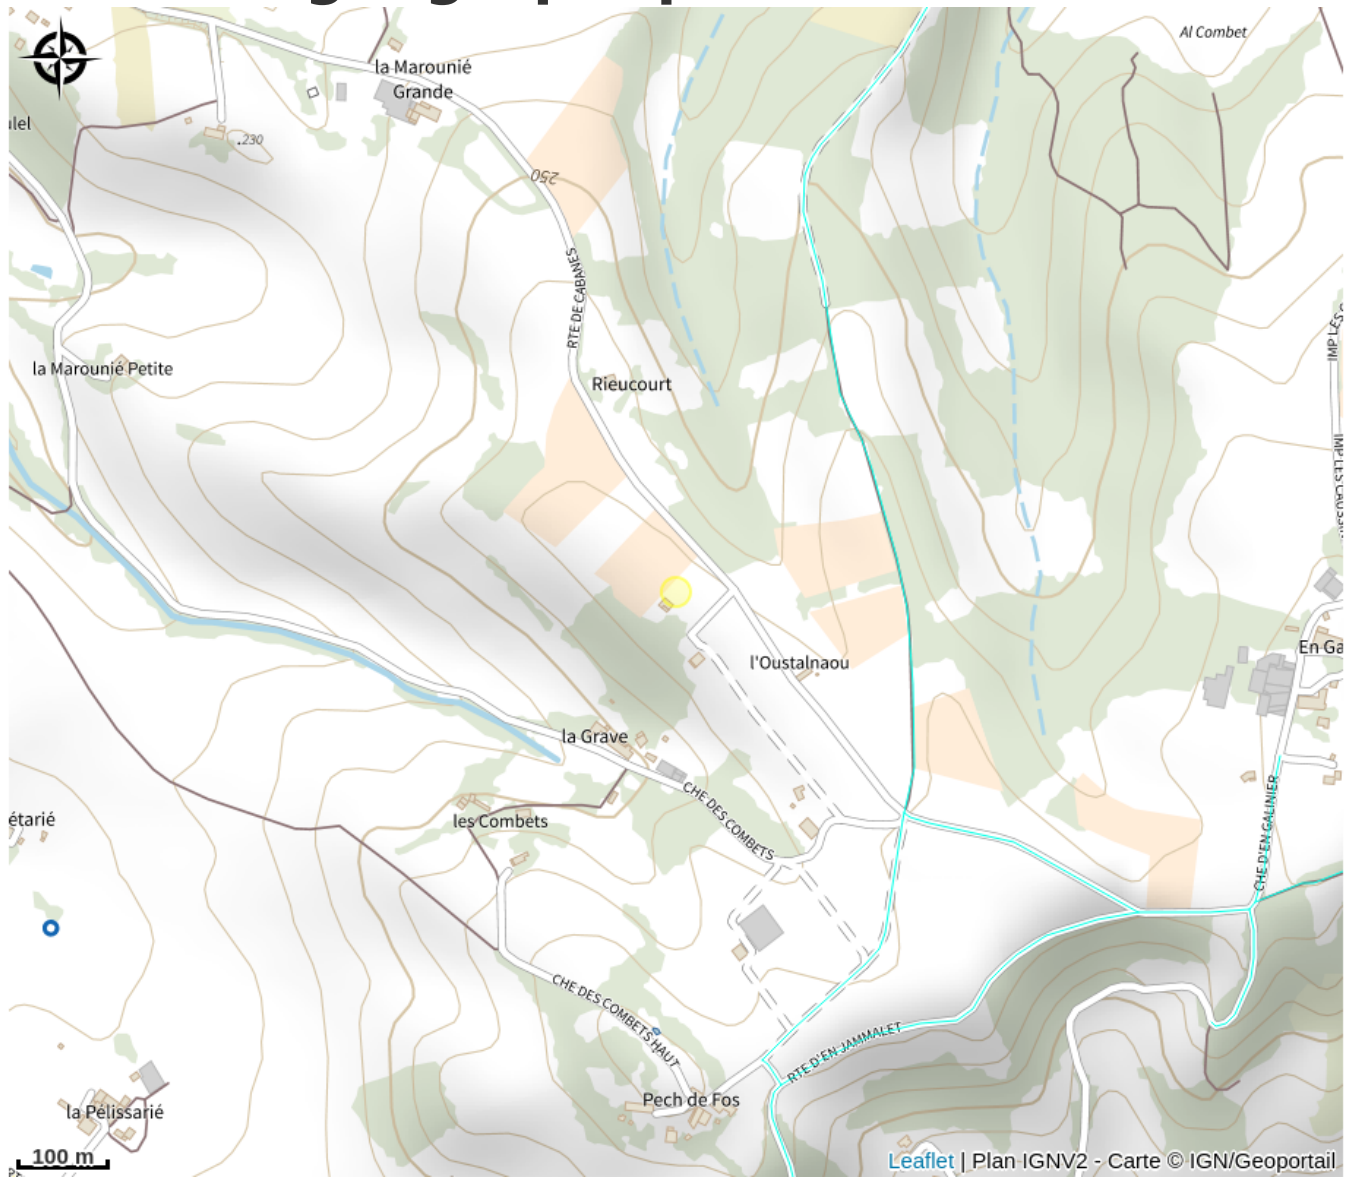 Al Combet
la Marounié
Grande
.230
250
RTE DE CABANES
IMP LES
la Marounié Petite
Rieucourt
l'Oustalnaou
En Ga
la Grave
CHE DES COMBETS
les Combets
étarié
CHE D'EN GALINIER
CHE DES COMBETS HAUT
RTE D'EN JAMMALET
Pech de Fos
la Pélissarié
100 m
Leaflet | Plan IGNV2 - Carte © IGN/Geoportail